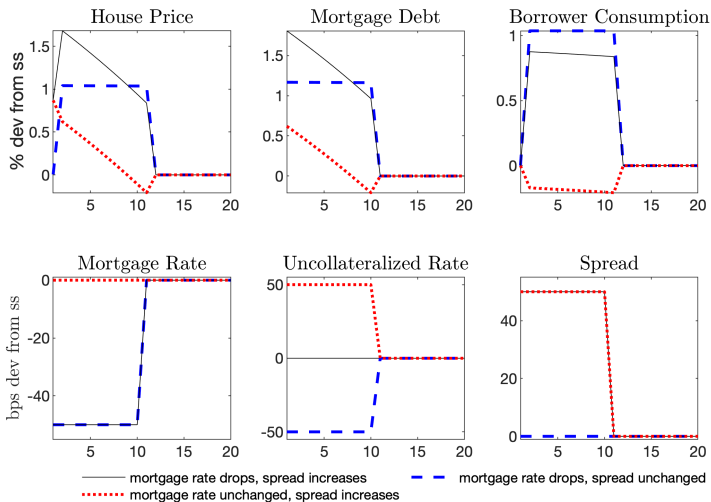 House Price
Mortgage Debt
Borrower Consumption
% dev from ss
1.5
1
0.5
0
5 10 15 20
2
1.5
1
0.5
0
5 10 15 20
1
0.5
0
5 10 15 20
Mortgage Rate
Uncollateralized Rate
Spread
bps dev from ss
0
-20
-40
5 10 15 20
50
0
-50
5 10 15 20
40
20
0
5 10 15 20
mortgage rate drops, spread increases
mortgage rate drops, spread unchanged
mortgage rate unchanged, spread increases